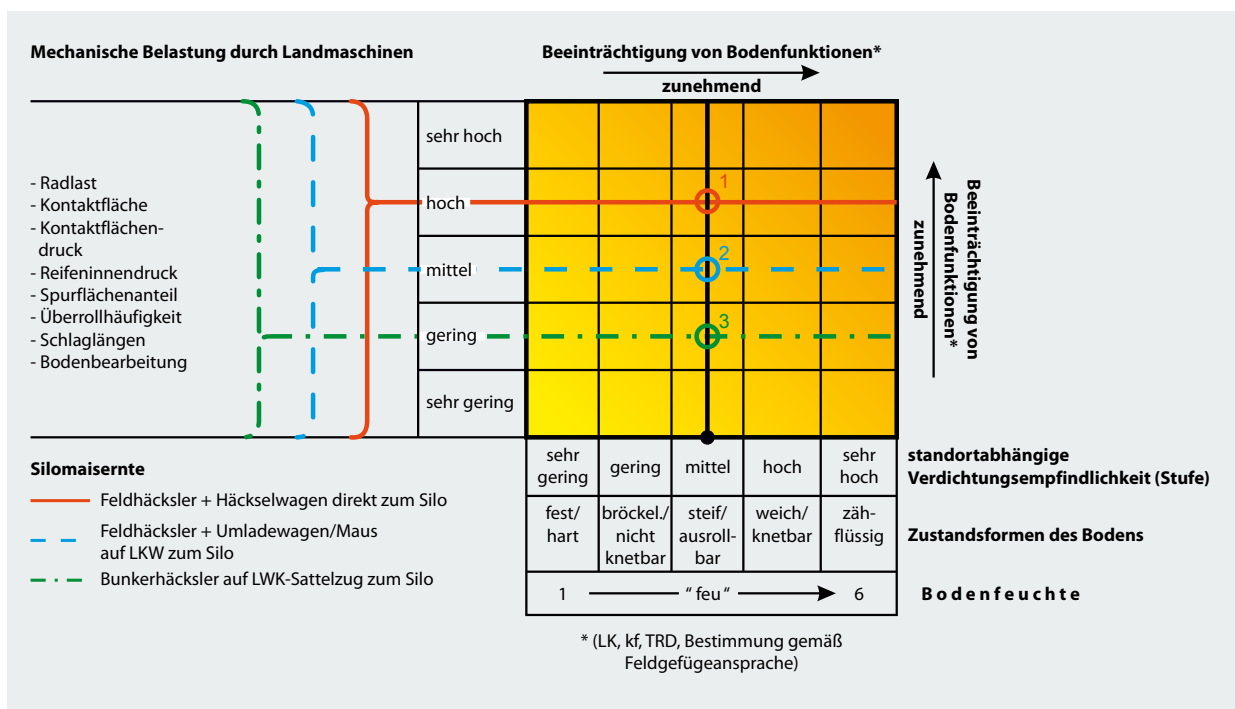 Mechanische Belastung durch Landmaschinen
Beeinträchtigung von Bodenfunktionen*
zunehmend
- Radlast
- Kontaktfläche
- Kontaktflächen-
druck
- Reifeninnendruck
- Spurflächenanteil
- Überrollhäufigkeit
- Schlaglängen
- Bodenbearbeitung
sehr hoch
hoch
mittel
gering
sehr gering
1
2
3
Beeinträchtigung von
Bodenfunktionen*
zunehmend
Silomaisernte
Feldhäcksler + Häckselwagen direkt zum Silo
Feldhäcksler + Umladewagen/Maus
auf LKW zum Silo
Bunkerhäcksler auf LWK-Sattelzug zum Silo
sehr
gering
gering
mittel
hoch
sehr
hoch
standortabhängige
Verdichtungsempfindlichkeit (Stufe)
fest/
hart
bröckel./
nicht
knetbar
steif/
ausroll-
bar
weich/
knetbar
zäh-
flüssig
Zustandsformen des Bodens
1 “ feu “ 6
Bodenfeuchte
* (LK, kf, TRD, Bestimmung gemäß
Feldgefügeansprache)